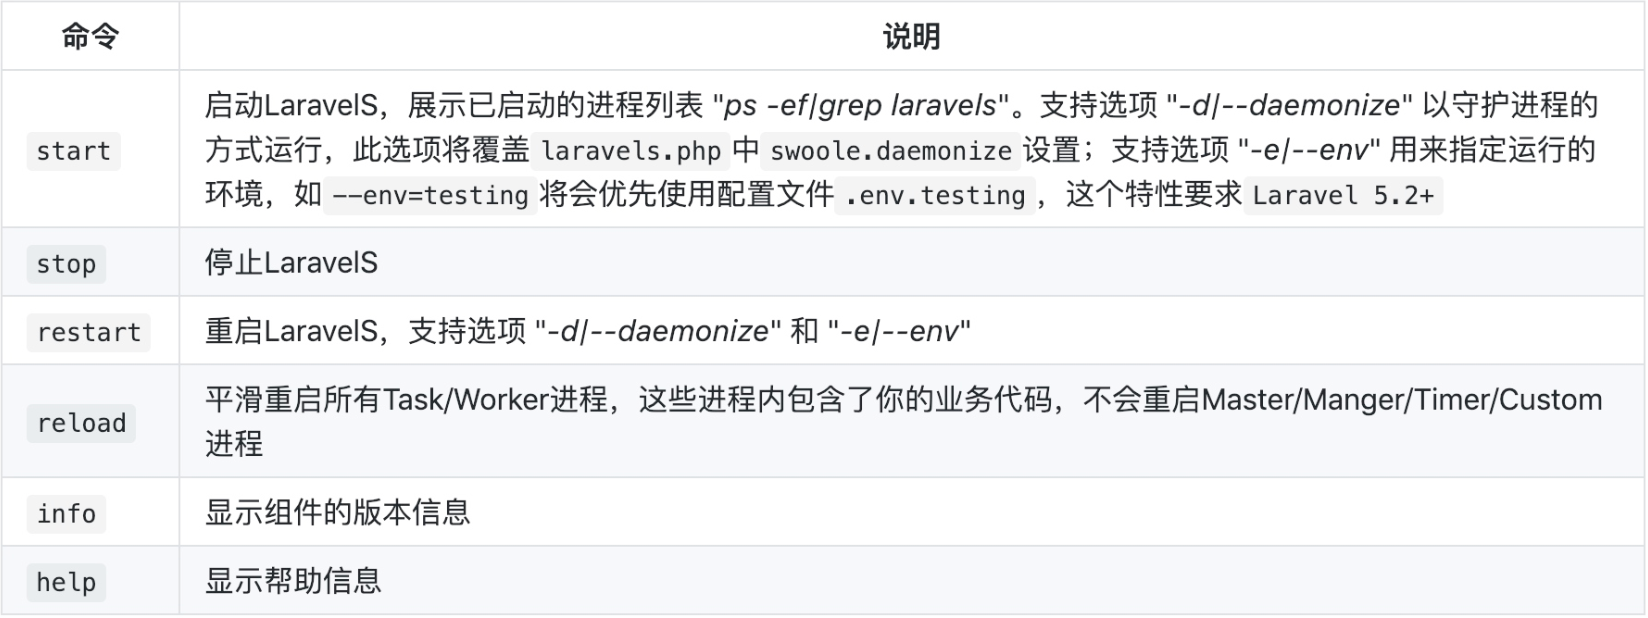 命令 说明
start
启动LaravelS，展示已启动的进程列表 "ps -ef|grep laravels"。支持选项 "-d|--daemonize" 以守护进程的
方式运行，此选项将覆盖 laravels.php 中 swoole.daemonize 设置；支持选项 "-e|--env" 用来指定运行的
环境，如 --env=testing 将会优先使用配置文件 .env.testing ，这个特性要求 Laravel 5.2+
stop 停止LaravelS
restart 重启LaravelS，支持选项 "-d|--daemonize" 和 "-e|--env"
reload
平滑重启所有Task/Worker进程，这些进程内包含了你的业务代码，不会重启Master/Manger/Timer/Custom
进程
info 显示组件的版本信息
help 显示帮助信息